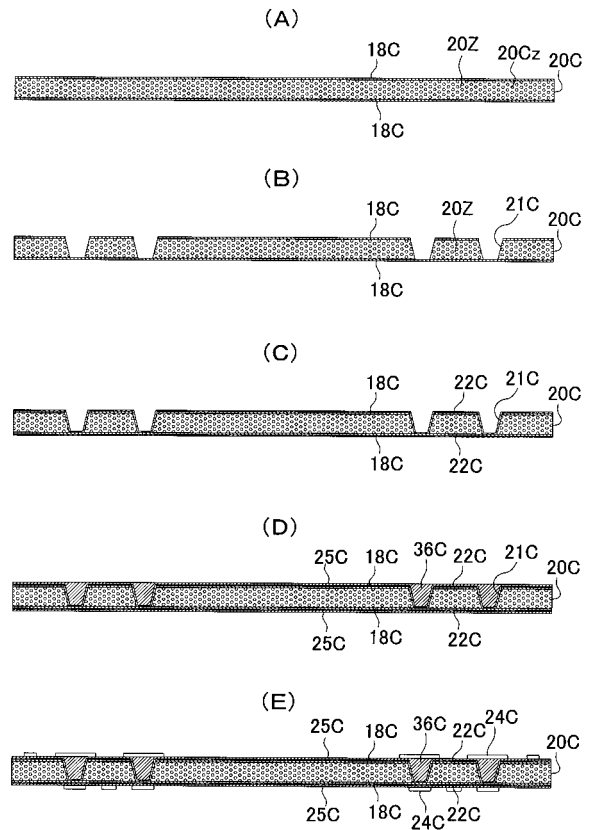 (A)
18C 20Z 20Cz 20C
18C
(B)
18C 20Z 21C 20C
18C
(C)
18C 22C 21C 20C
18C 22C
(D)
25C 18C 36C 22C 21C 20C
25C 18C 22C
(E)
25C 18C 36C 22C 24C 20C
25C 18C 24C 22C